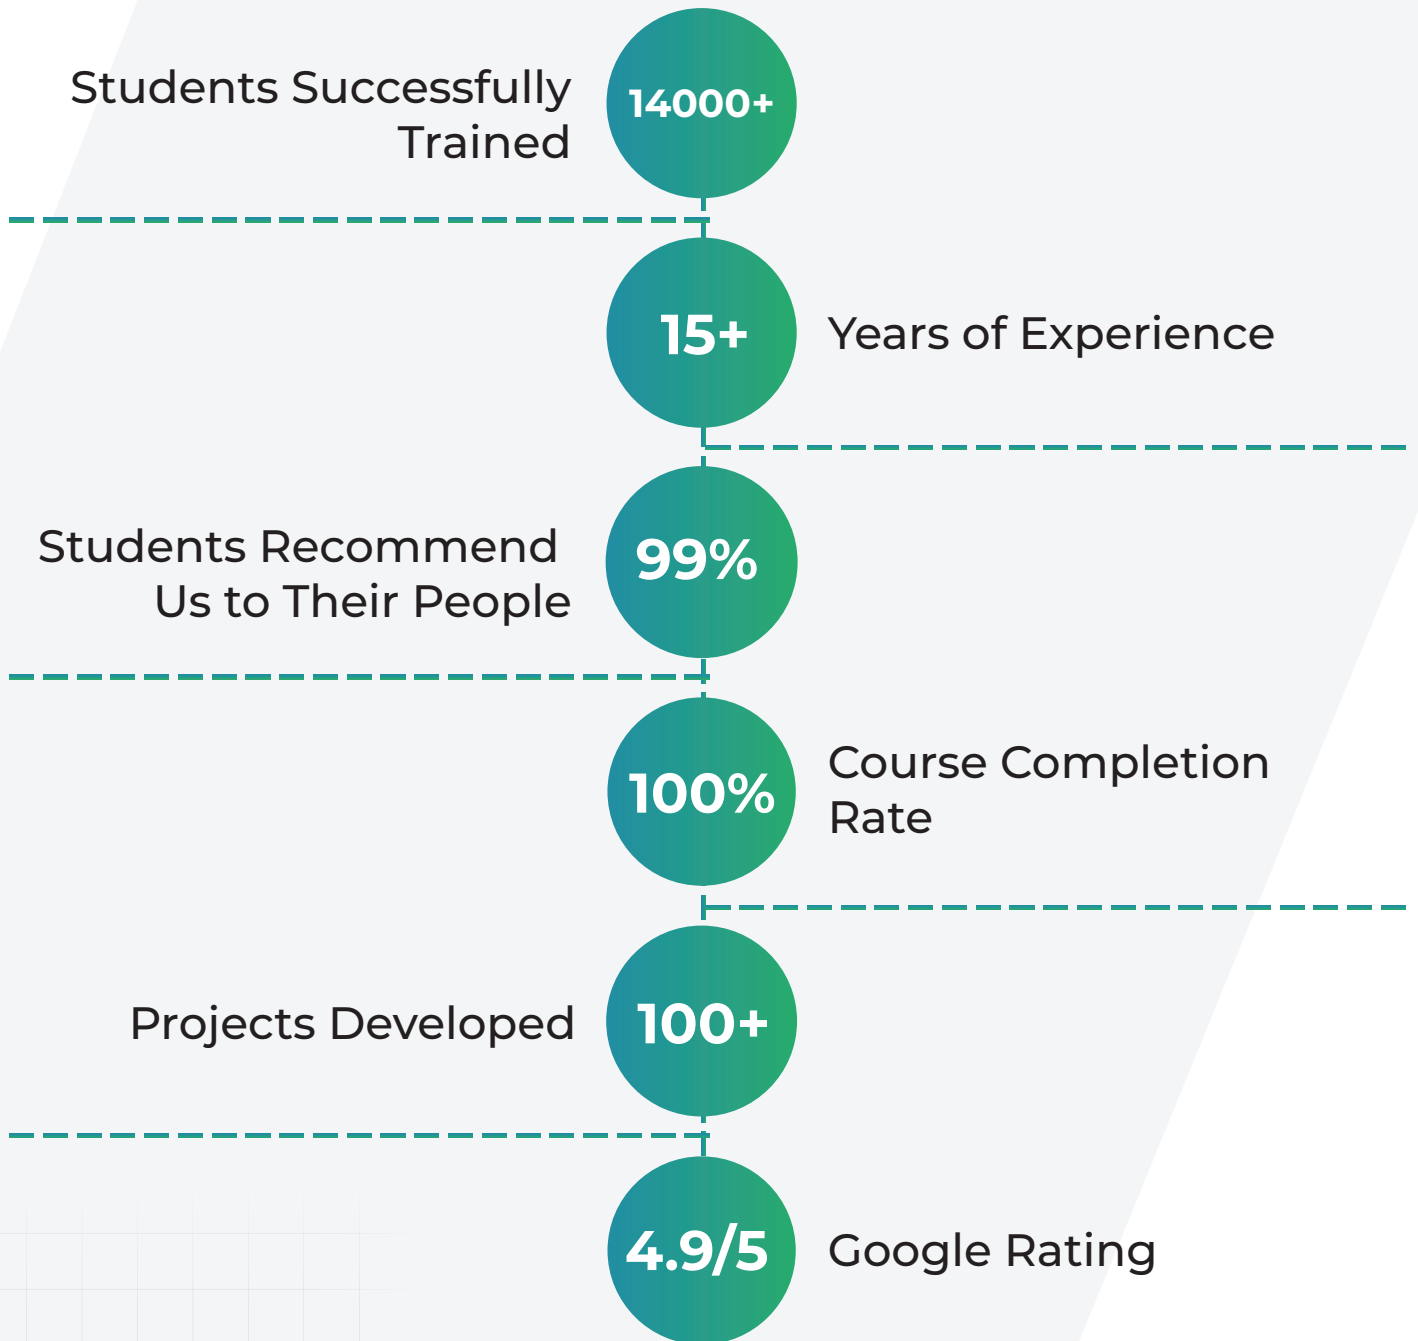 Students Successfully
Trained
14000+
15+
Years of Experience
Students Recommend
Us to Their People
99%
100%
Course Completion
Rate
Projects Developed
100+
4.9/5
Google Rating